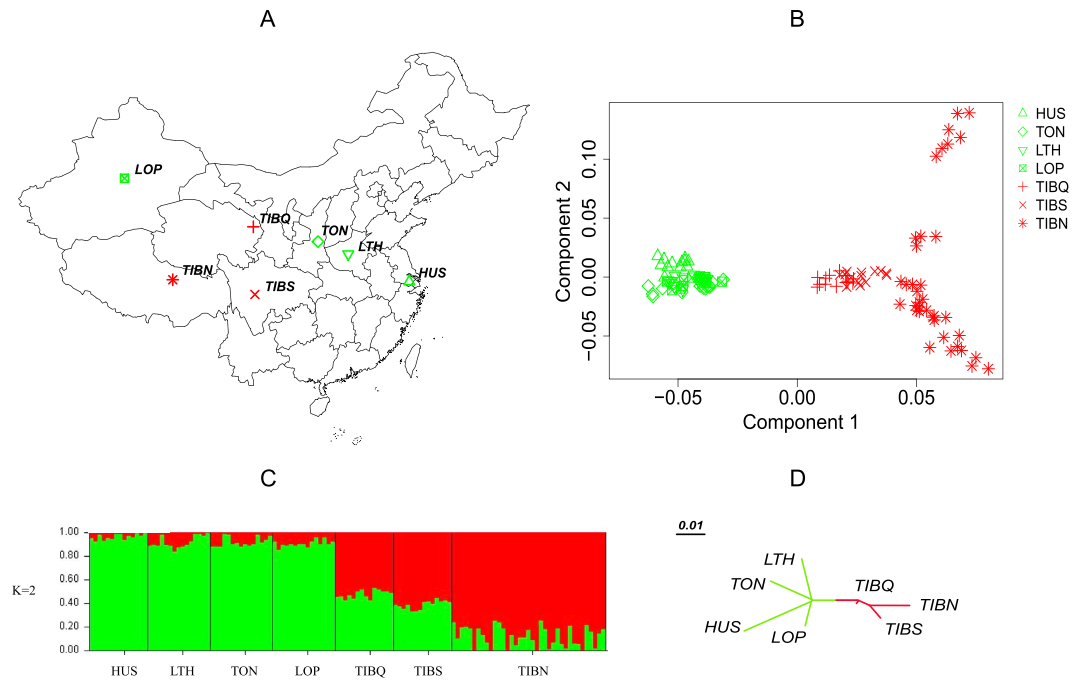 A
LOP
TIBQ
TON
LTH
TIBN
HUS
TIBS
B
0.10
0.05
0.00
−0.05
Component 2
−0.05 0.00 0.05
Component 1
HUS
TON
LTH
LOP
TIBQ
TIBS
TIBN
C
1.00
0.80
0.60
K=2
0.40
0.20
0.00
HUS LTH TON LOP TIBQ TIBS TIBN
D
0.01
LTH
TON
TIBQ
TIBN
HUS
TIBS
LOP